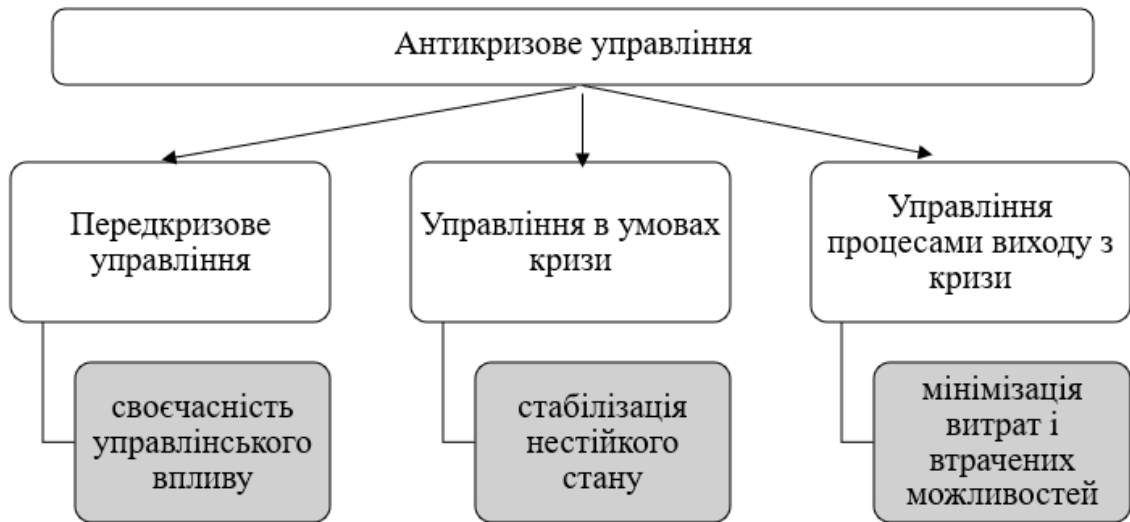 Антикризове управління
Передкризове
управління
Управління в умовах
кризи
Управління
процесами виходу з
кризи
своєчасність
управлінського
впливу
стабілізація
нестійкого
стану
мінімізація
витрат і
втрачених
можливостей